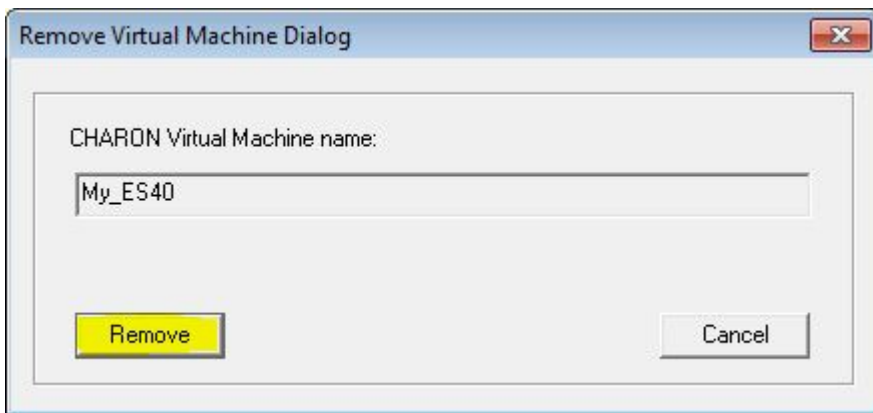 Remove Virtual Machine Dialog
CHARON Virtual Machine name:
My_ES40
Remove
Cancel